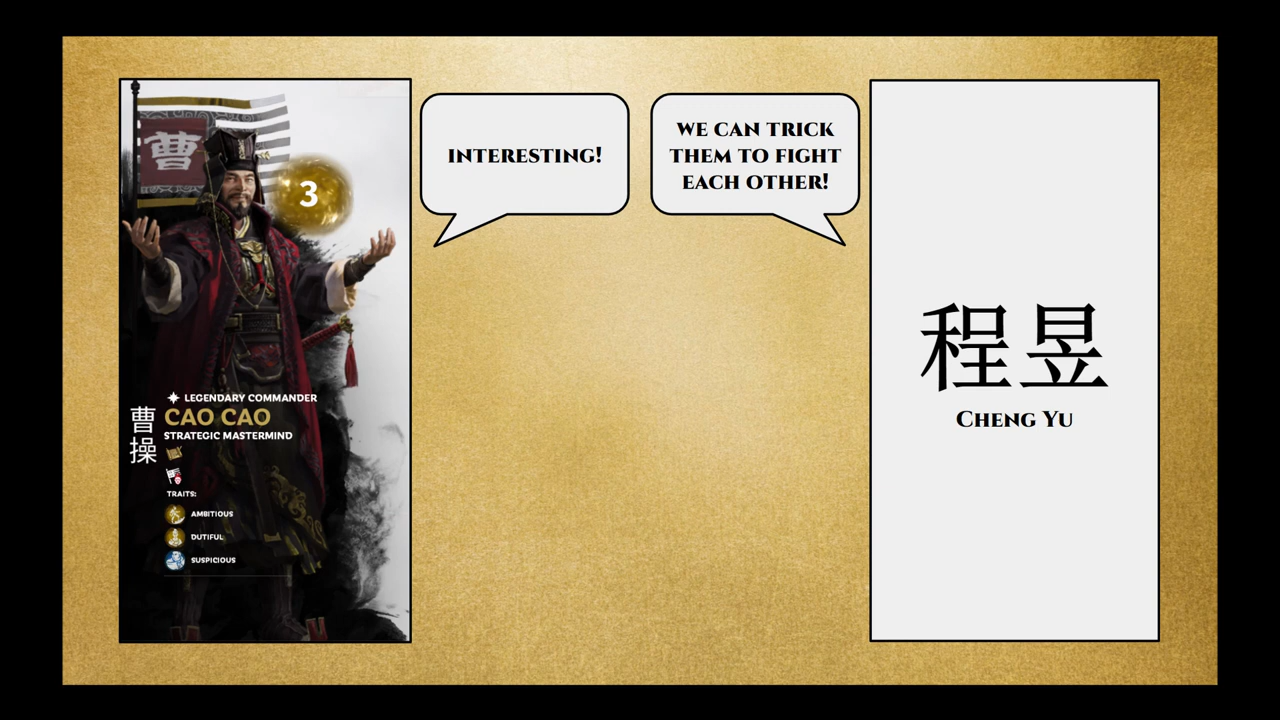 曹
3
LEGENDARY COMMANDER
曹操
CAO CAO
STRATEGIC MASTERMIND
TRAITS:
AMBITIOUS
DUTIFUL
SUSPICIOUS
INTERESTING!
WE CAN TRICK
THEM TO FIGHT
EACH OTHER!
程昱
Cheng Yu